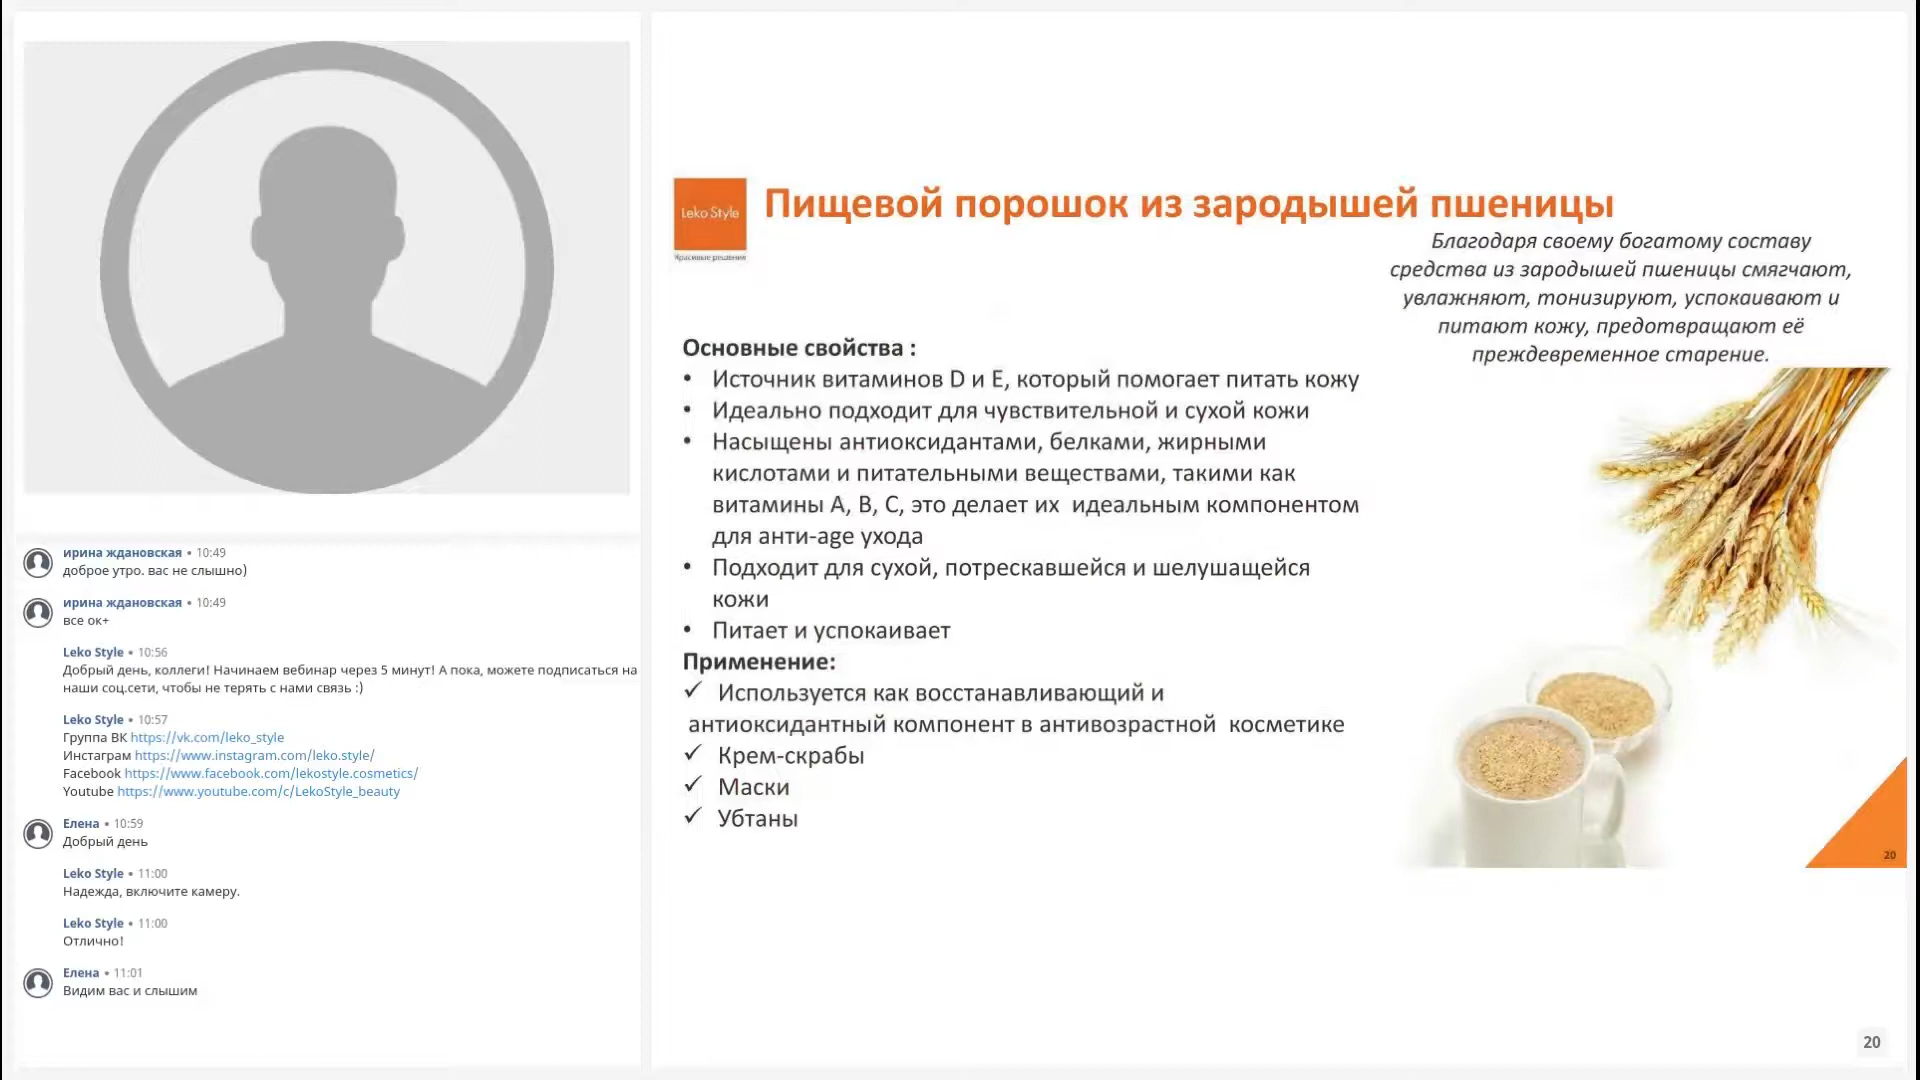 ирина ждановская • 10:49
доброе утро. вас не слышно)
ирина ждановская • 10:49
все ок+
Leko Style • 10:56
Добрый день, коллеги! Начинаем вебинар через 5 минут! А пока, можете подписаться на
наши соц.сети, чтобы не терять с нами связь :)
Leko Style • 10:57
Группа ВК https://vk.com/leko_style
Инстаграм https://www.instagram.com/leko.style/
Facebook https://www.facebook.com/lekostyle.cosmetics/
Youtube https://www.youtube.com/c/LekoStyle_beauty
Елена • 10:59
Добрый день
Leko Style • 11:00
Надежда, включите камеру.
Leko Style • 11:00
Отлично!
Елена • 11:01
Видим вас и слышим
Leko Style
Красивые решения
Пищевой порошок из зародышей пшеницы
Благодаря своему богатому составу
средства из зародышей пшеницы смягчают,
увлажняют, тонизируют, успокаивают и
питают кожу, предотвращают её
преждевременное старение.
Основные свойства :
• Источник витаминов D и E, который помогает питать кожу
• Идеально подходит для чувствительной и сухой кожи
• Насыщены антиоксидантами, белками, жирными
кислотами и питательными веществами, такими как
витамины А, В, С, это делает их идеальным компонентом
для анти-age ухода
• Подходит для сухой, потрескавшейся и шелушащейся
кожи
• Питает и успокаивает
Применение:
✓ Используется как восстанавливающий и
антиоксидантный компонент в антивозрастной косметике
✓ Крем-скрабы
✓ Маски
✓ Убтаны
20
20